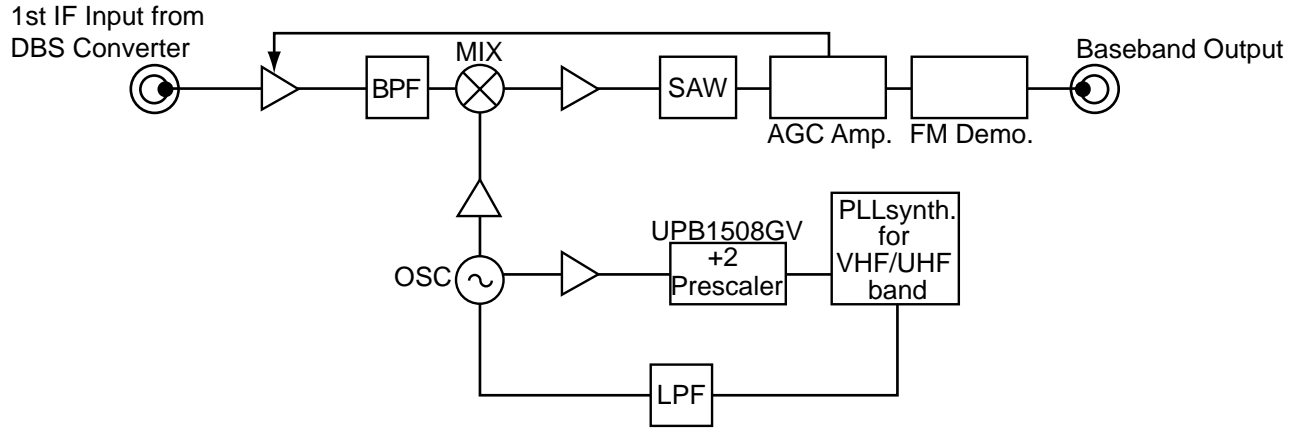 1st IF Input from
DBS Converter
MIX
BPF
SAW
AGC Amp.
FM Demo.
Baseband Output
OSC
UPB1508GV
+2
Prescaler
PLLsynth.
for
VHF/UHF
band
LPF